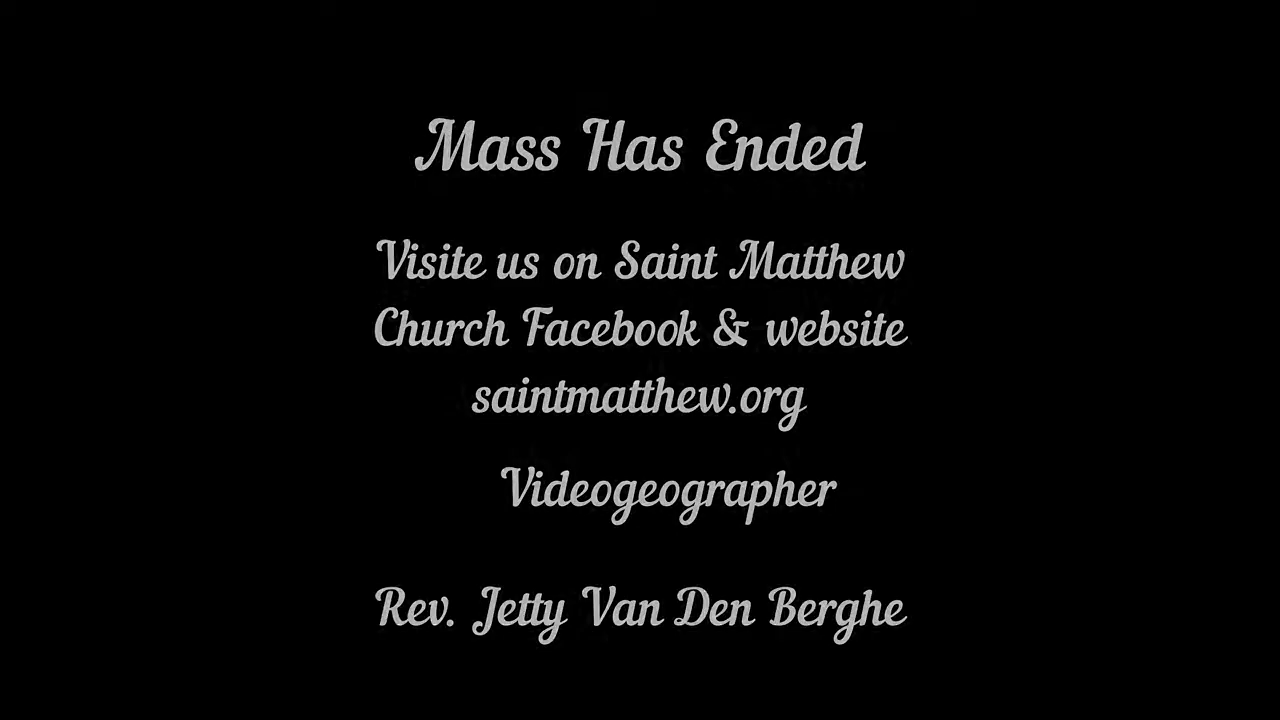 Mass Has Ended
Visite us on Saint Matthew
Church Facebook & website
saintmatthew.org
Videogeographer
Rev. Jetty Van Den Berghe